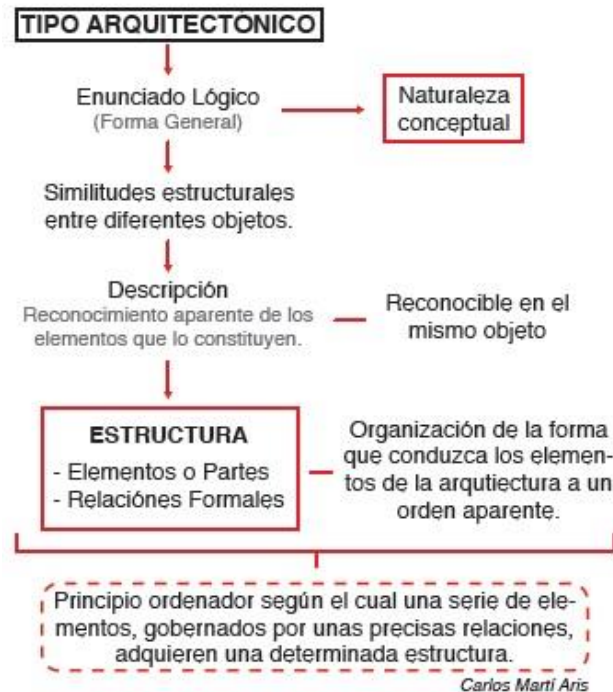 TIPO ARQUITECTÓNICO
Enunciado Lógico
(Forma General)
Naturaleza
conceptual
Similitudes estructurales
entre diferentes objetos.
Descripción
Reconocimiento aparente de los
elementos que lo constituyen.
Reconocible en el
mismo objeto
ESTRUCTURA
- Elementos o Partes
- Relaciónes Formales
Organización de la forma
que conduzca los elemen-
tos de la arqutiectura a un
orden aparente.
Principio ordenador según el cual una serie de ele-
mentos, gobernados por unas precisas relaciones,
adquieren una determinada estructura.
Carlos Martí Aris